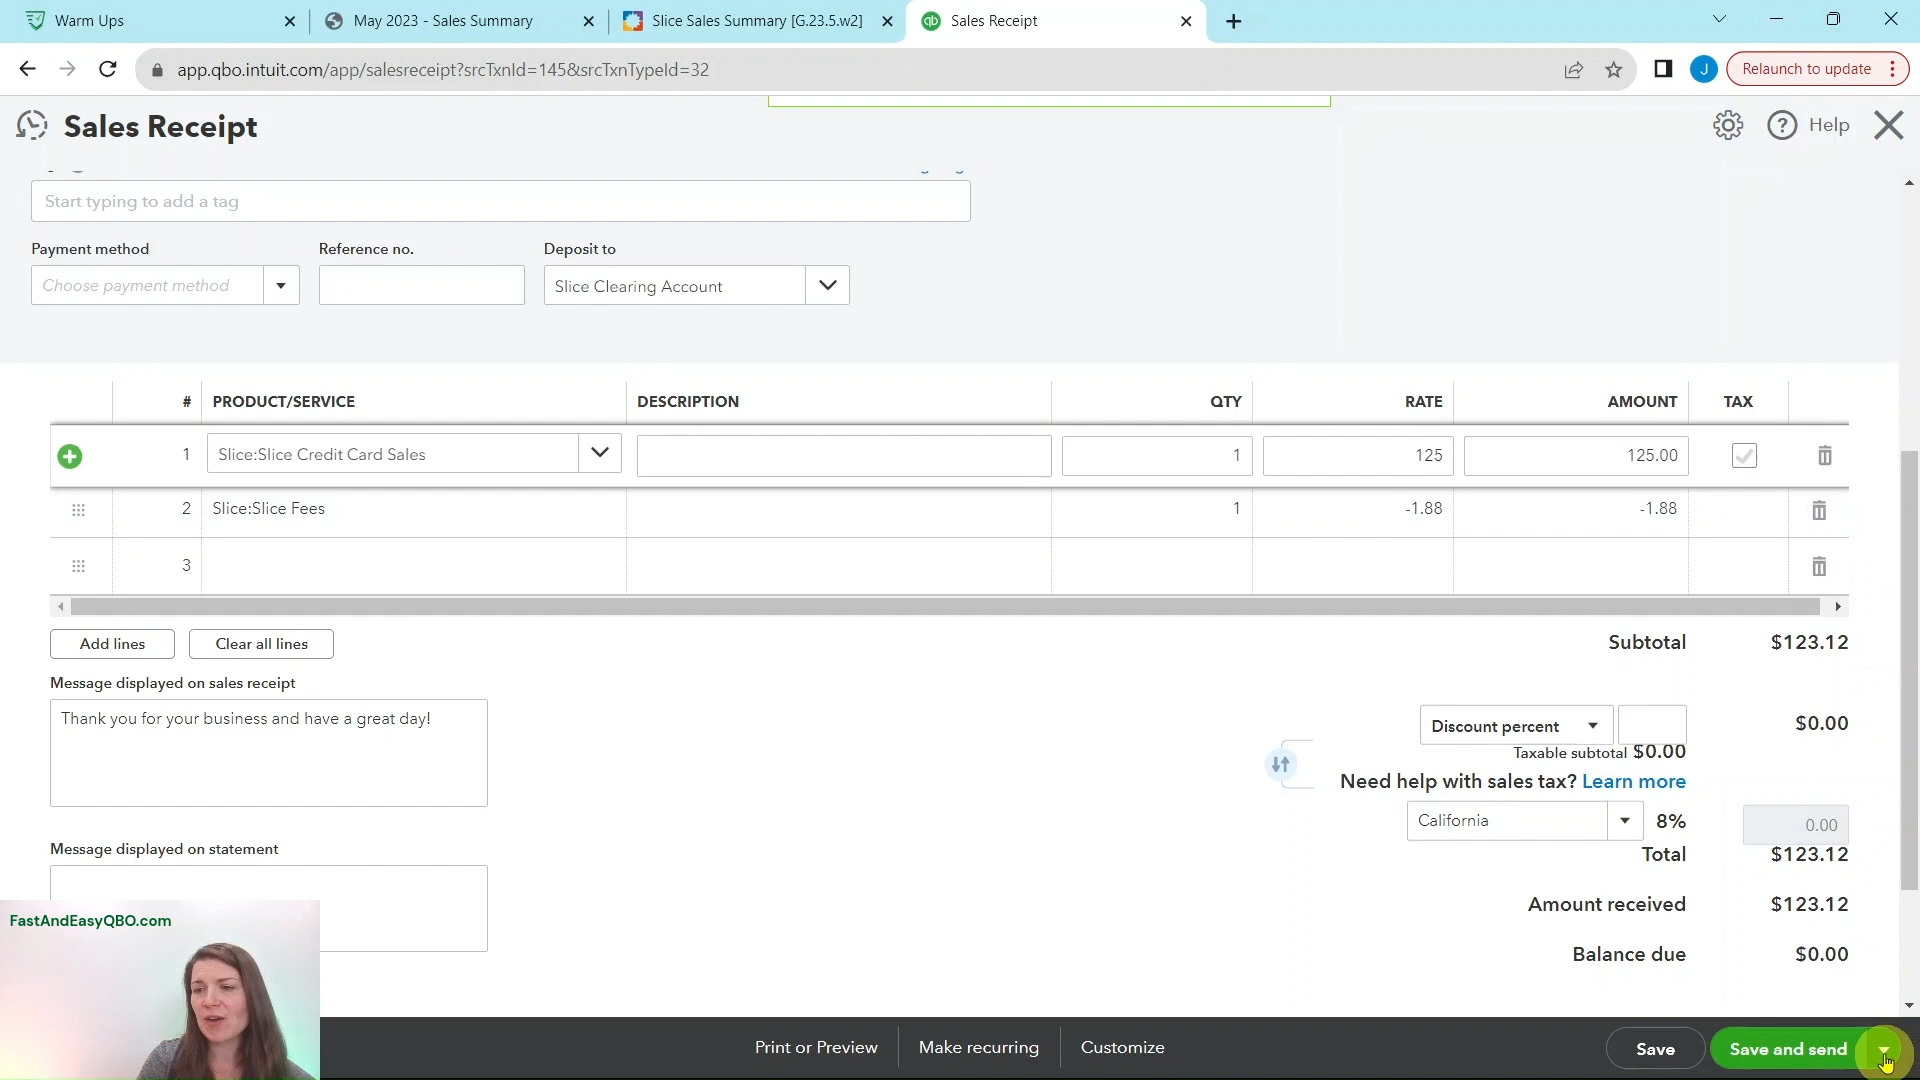 Warm Ups
May 2023 - Sales Summary
Slice Sales Summary [G.23.5.w2]
Sales Receipt
app.qbo.intuit.com/app/salesreceipt?srcTxnId=145&srcTxnTypeId=32
J
Relaunch to update
Sales Receipt
Help
Start typing to add a tag
Payment method
Reference no.
Deposit to
Choose payment method
Slice Clearing Account
# PRODUCT/SERVICE DESCRIPTION QTY RATE AMOUNT TAX
1 Slice:Slice Credit Card Sales 1 125 125.00
2 Slice:Slice Fees 1 -1.88 -1.88
3
Add lines
Clear all lines
Subtotal $123.12
Message displayed on sales receipt
Thank you for your business and have a great day!
Discount percent $0.00
Taxable subtotal $0.00
Need help with sales tax? Learn more
California 8% 0.00
Total $123.12
Message displayed on statement
Amount received $123.12
Balance due $0.00
FastAndEasyQBO.com
Print or Preview
Make recurring
Customize
Save
Save and send